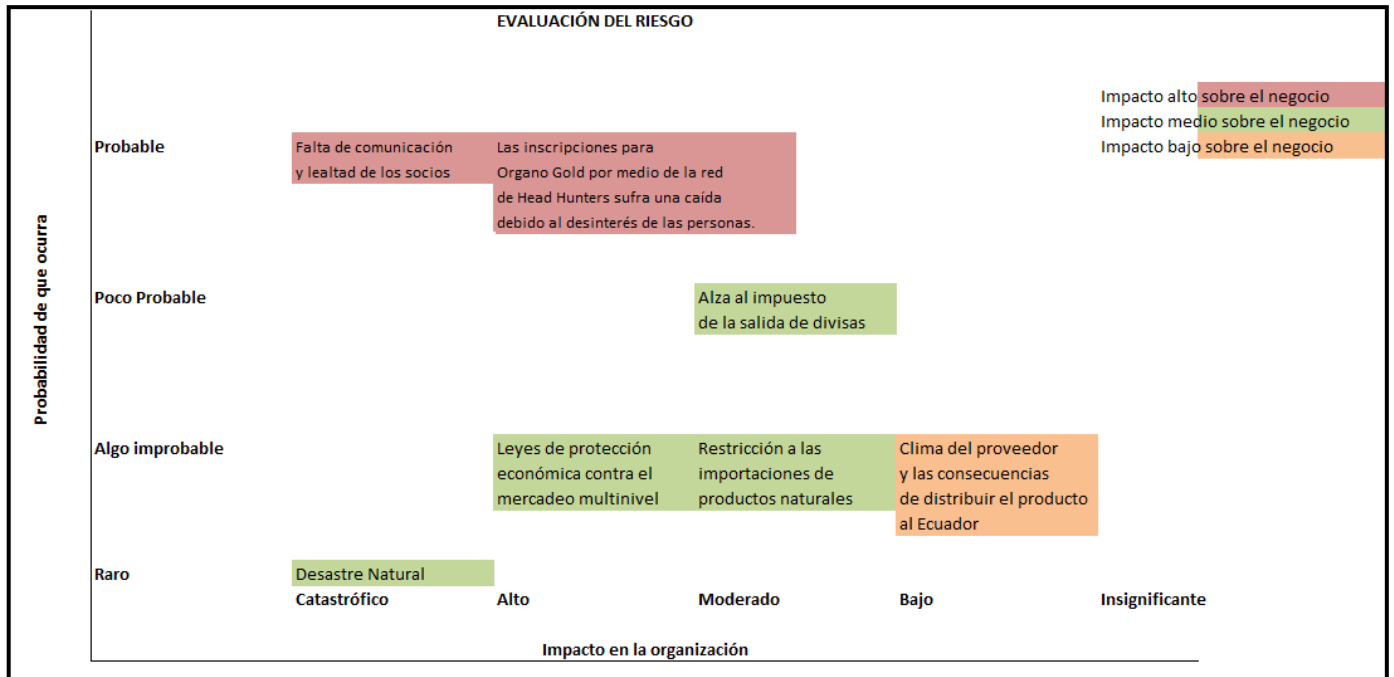 EVALUACIÓN DEL RIESGO
Impacto alto sobre el negocio
Impacto medio sobre el negocio
Impacto bajo sobre el negocio
Probabilidad de que ocurra
Probable
Falta de comunicación
y lealtad de los socios
Las inscripciones para
Organo Gold por medio de la red
de Head Hunters sufra una caída
debido al desinterés de las personas.
Poco Probable
Alza al impuesto
de la salida de divisas
Algo improbable
Leyes de protección
económica contra el
mercadeo multinivel
Restricción a las
importaciones de
productos naturales
Clima del proveedor
y las consecuencias
de distribuir el producto
al Ecuador
Raro
Desastre Natural
Catastrófico
Alto
Moderado
Bajo
Insignificante
Impacto en la organización